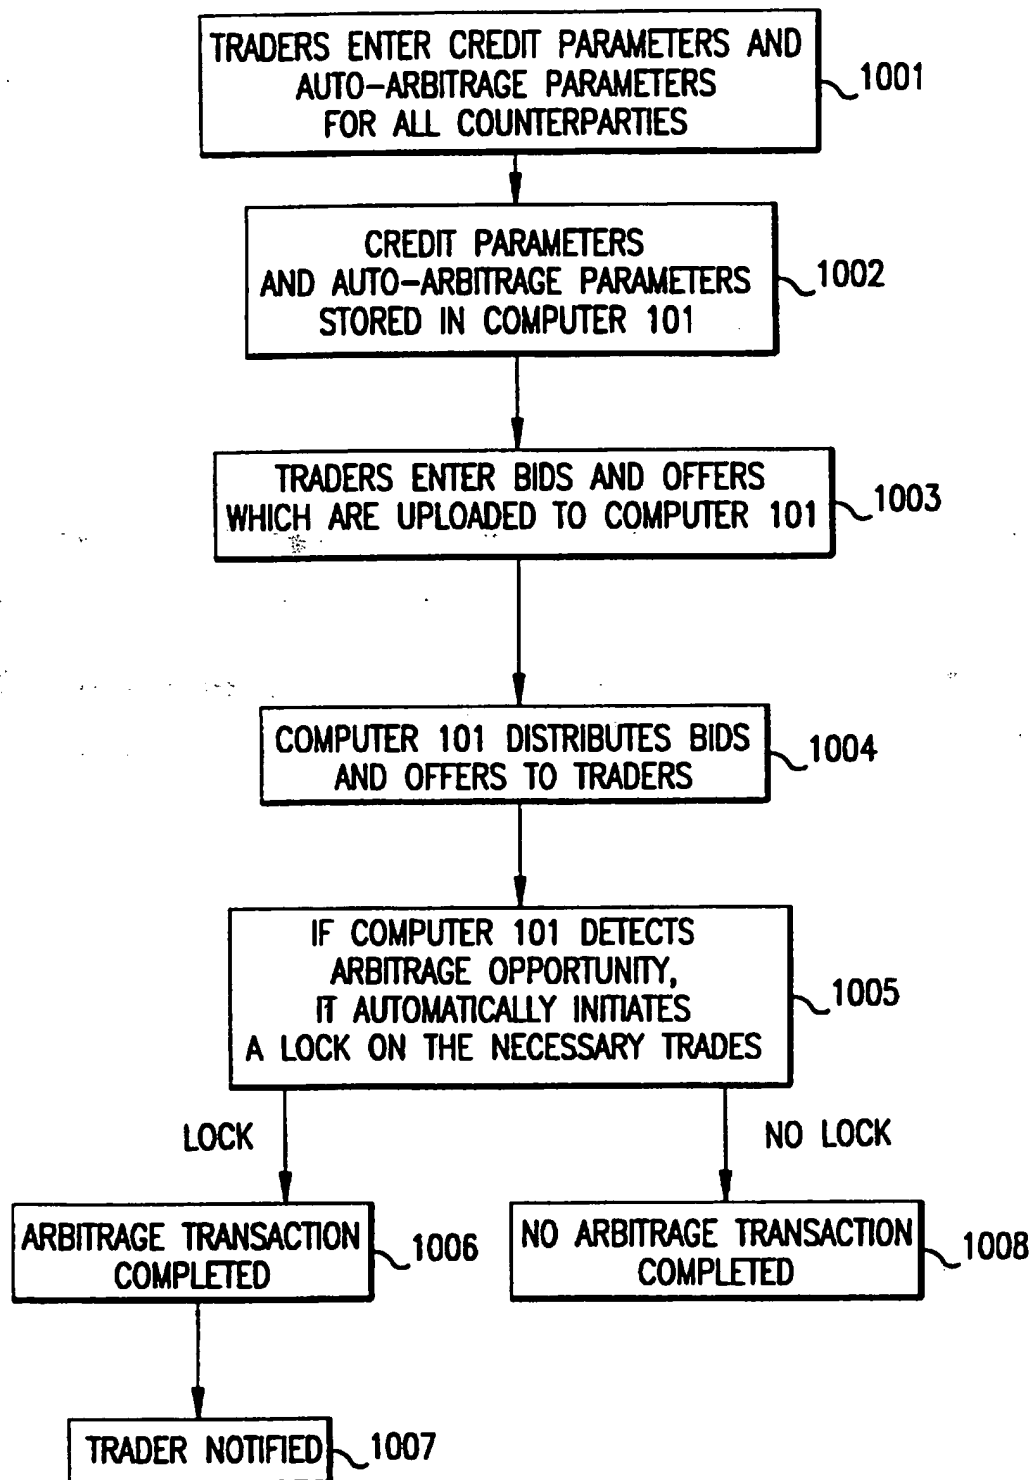 TRADERS ENTER CREDIT PARAMETERS AND
AUTO-ARBITRAGE PARAMETERS
FOR ALL COUNTERPARTIES
1001
CREDIT PARAMETERS
AND AUTO-ARBITRAGE PARAMETERS
STORED IN COMPUTER 101
1002
TRADERS ENTER BIDS AND OFFERS
WHICH ARE UPLOADED TO COMPUTER 101
1003
COMPUTER 101 DISTRIBUTES BIDS
AND OFFERS TO TRADERS
1004
IF COMPUTER 101 DETECTS
ARBITRAGE OPPORTUNITY,
IT AUTOMATICALLY INITIATES
A LOCK ON THE NECESSARY TRADES
1005
LOCK
NO LOCK
ARBITRAGE TRANSACTION
COMPLETED
1006
NO ARBITRAGE TRANSACTION
COMPLETED
1008
TRADER NOTIFIED
1007